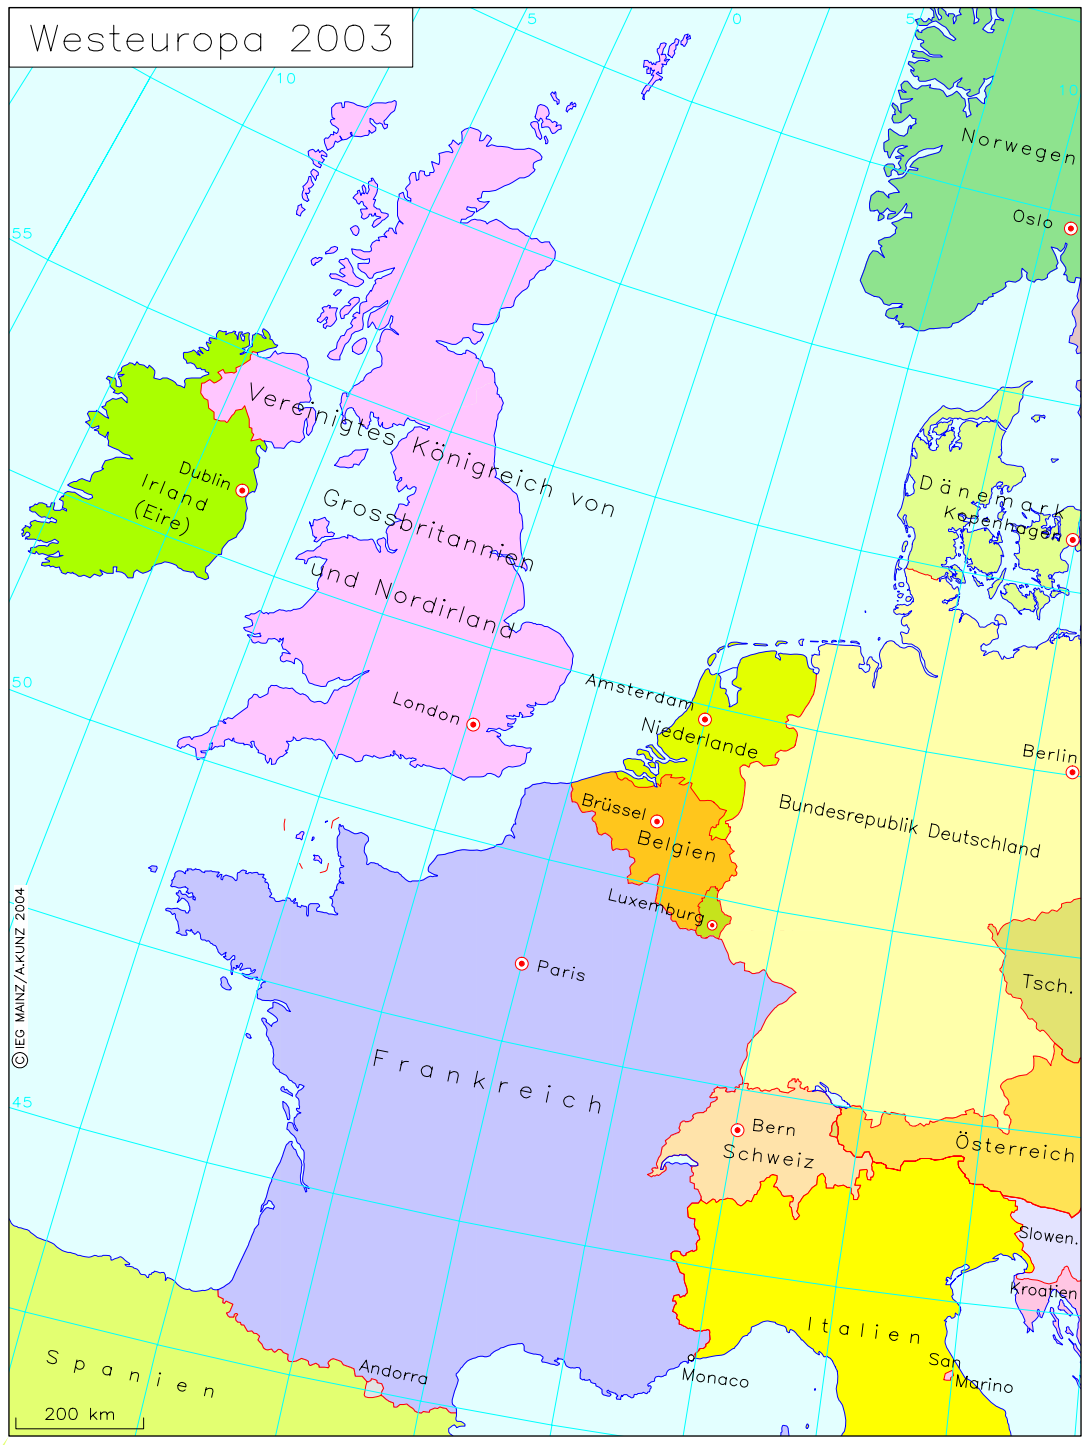 Westeuropa 2003
5
0
5
10
10
Norwegen
Oslo
55
Vereinigtes Königreich von
Grossbritannien
und Nordirland
Dublin
Irland
(Eire)
Dänemark
Kopenhagen
50
London
Amsterdam
Niederlande
Berlin
Bundesrepublik Deutschland
Brüssel
Belgien
Luxemburg
Paris
Tsch.
©IEG MAINZ/A.KUNZ 2004
Frankreich
45
Bern
Schweiz
Österreich
Slowen.
Kroatien
Italien
San
Marino
Monaco
Andorra
Spanien
200 km